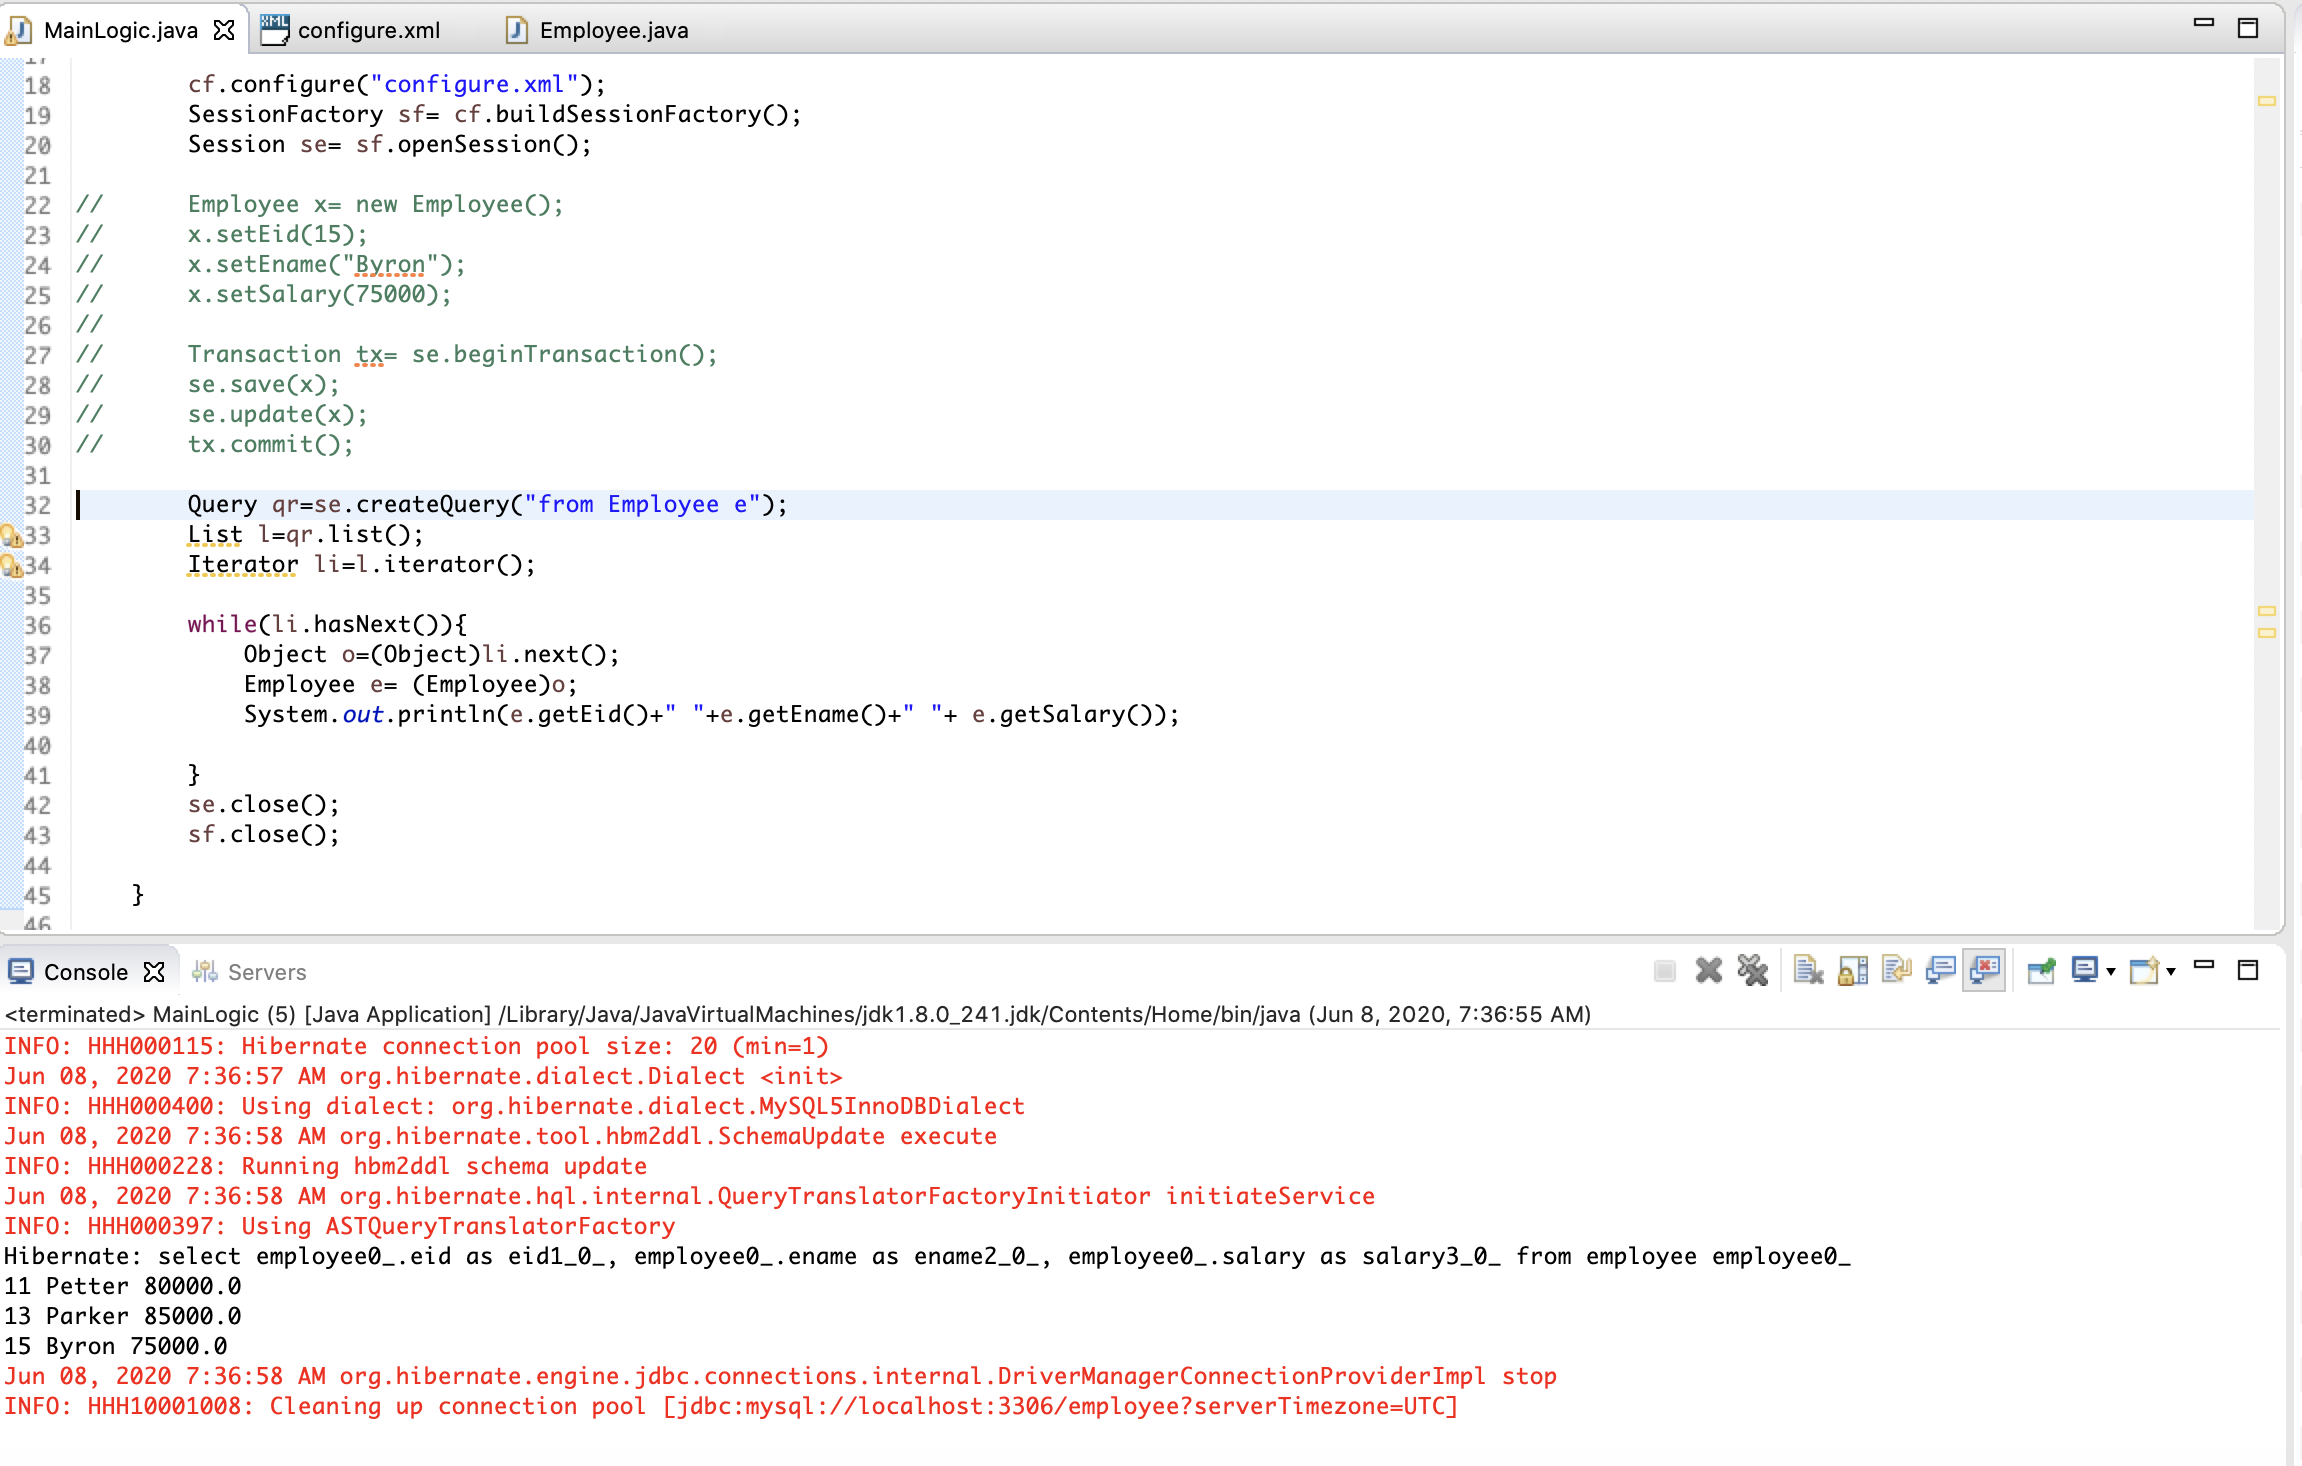 MainLogic.java configure.xml Employee.java
17
18 cf.configure("configure.xml");
19 SessionFactory sf= cf.buildSessionFactory();
20 Session se= sf.openSession();
21
22 // Employee x= new Employee();
23 // x.setEid(15);
24 // x.setEname("Byron");
25 // x.setSalary(75000);
26 //
27 // Transaction tx= se.beginTransaction();
28 // se.save(x);
29 // se.update(x);
30 // tx.commit();
31
32 Query qr=se.createQuery("from Employee e");
33 List l=qr.list();
34 Iterator li=l.iterator();
35
36 while(li.hasNext()){
37 Object o=(Object)li.next();
38 Employee e= (Employee)o;
39 System.out.println(e.getEid()+" "+e.getEname()+" "+ e.getSalary());
40
41 }
42 se.close();
43 sf.close();
44
45 }
46
Console Servers
<terminated> MainLogic (5) [Java Application] /Library/Java/JavaVirtualMachines/jdk1.8.0_241.jdk/Contents/Home/bin/java (Jun 8, 2020, 7:36:55 AM)
INFO: HHH000115: Hibernate connection pool size: 20 (min=1)
Jun 08, 2020 7:36:57 AM org.hibernate.dialect.Dialect <init>
INFO: HHH000400: Using dialect: org.hibernate.dialect.MySQL5InnoDBDialect
Jun 08, 2020 7:36:58 AM org.hibernate.tool.hbm2ddl.SchemaUpdate execute
INFO: HHH000228: Running hbm2ddl schema update
Jun 08, 2020 7:36:58 AM org.hibernate.hql.internal.QueryTranslatorFactoryInitiator initiateService
INFO: HHH000397: Using ASTQueryTranslatorFactory
Hibernate: select employee0_.eid as eid1_0_, employee0_.ename as ename2_0_, employee0_.salary as salary3_0_ from employee employee0_
11 Petter 80000.0
13 Parker 85000.0
15 Byron 75000.0
Jun 08, 2020 7:36:58 AM org.hibernate.engine.jdbc.connections.internal.DriverManagerConnectionProviderImpl stop
INFO: HHH10001008: Cleaning up connection pool [jdbc:mysql://localhost:3306/employee?serverTimezone=UTC]